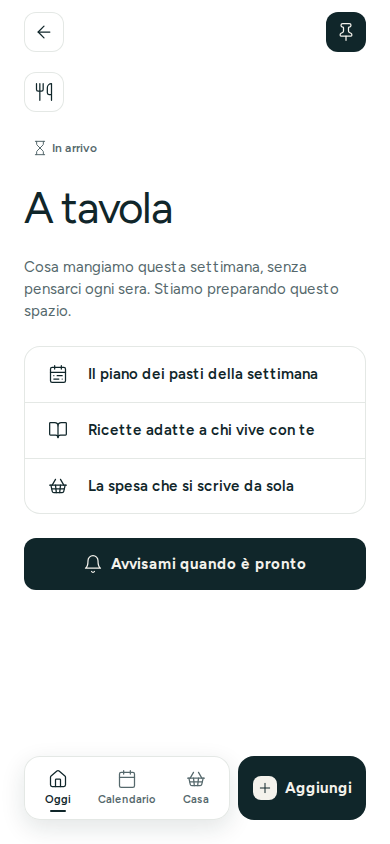 In arrivo
A tavola
Cosa mangiamo questa settimana, senza
pensarci ogni sera. Stiamo preparando questo
spazio.
Il piano dei pasti della settimana
Ricette adatte a chi vive con te
La spesa che si scrive da sola
Avvisami quando è pronto
Oggi
Calendario
Casa
Aggiungi